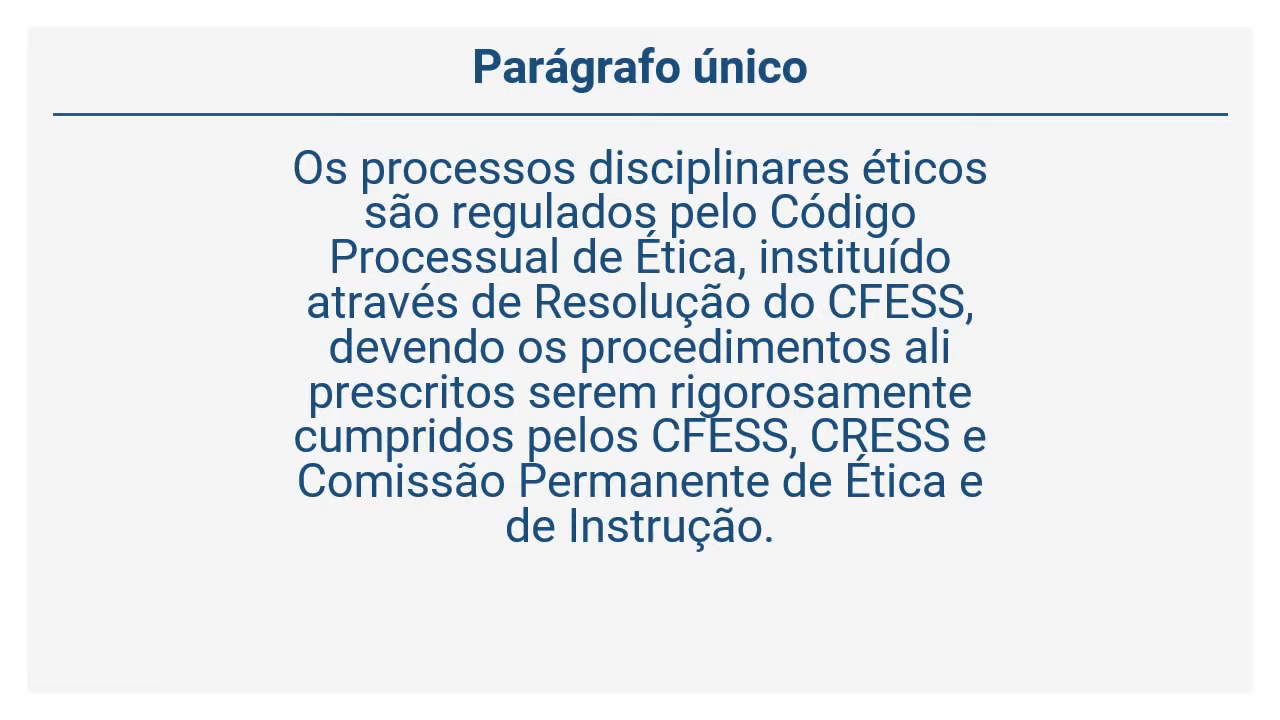 Parágrafo único
Os processos disciplinares éticos
são regulados pelo Código
Processual de Ética, instituído
através de Resolução do CFESS,
devendo os procedimentos ali
prescritos serem rigorosamente
cumpridos pelos CFESS, CRESS e
Comissão Permanente de Ética e
de Instrução.